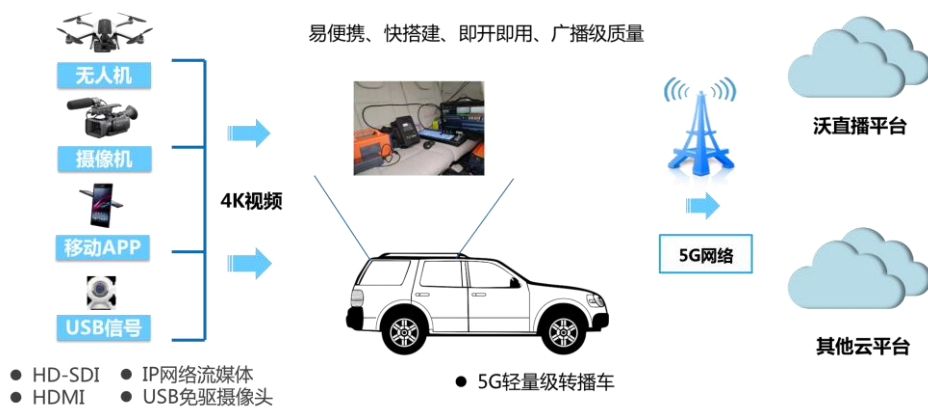 易便携、快搭建、即开即用、广播级质量
无人机
摄像机
移动APP
USB信号
4K视频
5G网络
沃直播平台
其他云平台
● HD-SDI ● IP网络流媒体
● HDMI ● USB免驱摄像头
● 5G轻量级转播车